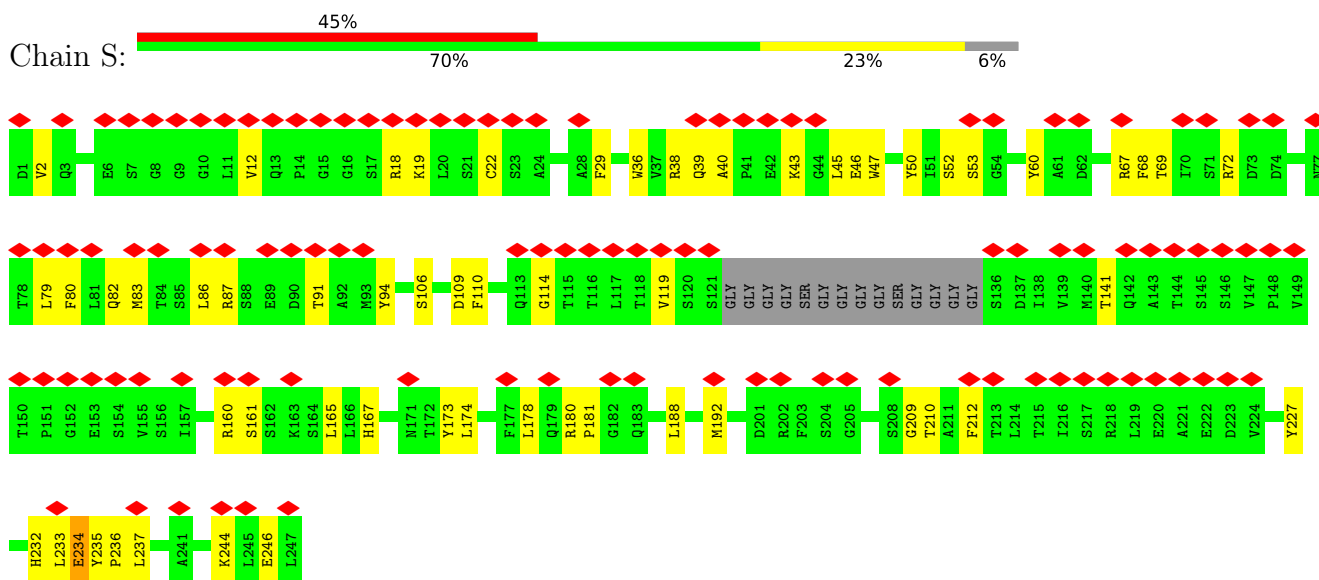 45%
Chain S:
70% 23% 6%
D1 V2 Q3 E6 S7 G8 G9 G10 L11 V12 Q13 P14 G15 G16 S17 R18 K19 L20 S21 C22 S23 A24 A28 F29 W36 V37 R38 Q39 A40 P41 E42 K43 G44 L45 E46 W47 Y50 I51 S52 S53 G54 Y60 A61 D62 R67 F68 T69 I70 S71 R72 D73 D74 N77
T78 L79 F80 L81 Q82 M83 T84 S85 L86 R87 S88 E89 D90 T91 A92 M93 Y94 S106 D109 F110 Q113 G114 T115 T116 L117 T118 V119 S120 S121 GLY GLY GLY GLY SER GLY GLY GLY GLY SER GLY GLY GLY GLY S136 D137 I138 V139 M140 T141 Q142 A143 T144 S145 S146 V147 P148 V149
T150 P151 G152 E153 S154 V155 S156 I157 R160 S161 S162 K163 S164 L165 L166 H167 N171 T172 Y173 L174 F177 L178 Q179 R180 P181 G182 Q183 L188 M192 D201 R202 F203 S204 G205 S208 G209 T210 A211 F212 T213 L214 T215 I216 S217 R218 L219 E220 A221 E222 D223 V224 Y227
H232 L233 E234 Y235 P236 L237 A241 K244 L245 E246 L247